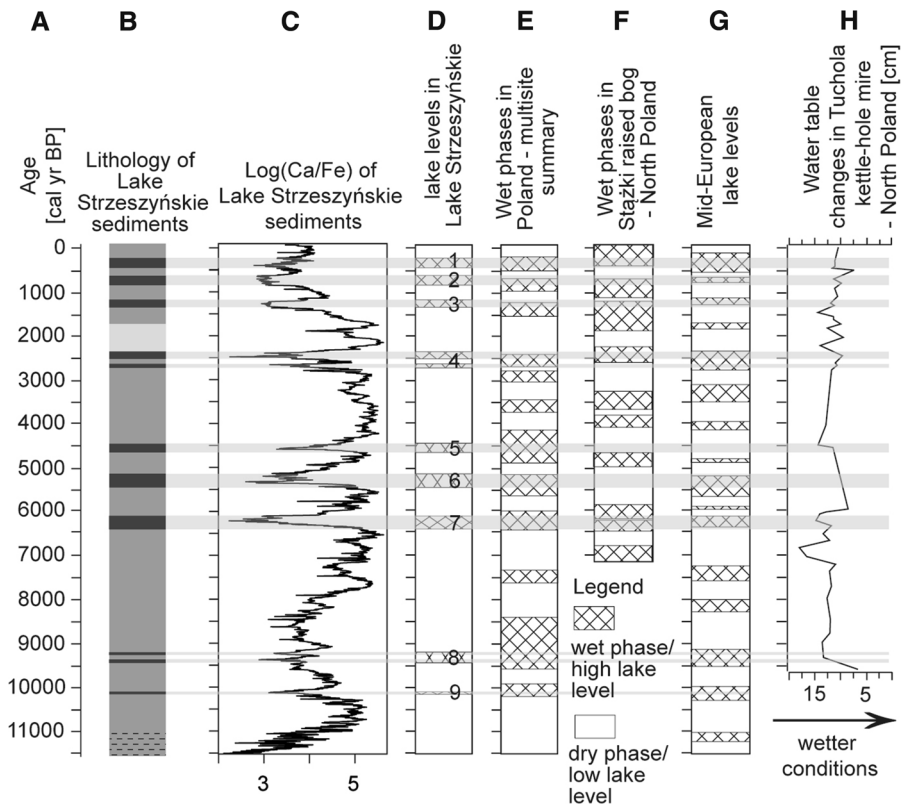 A B C D E F G H
Age
[cal yr BP]
Lithology of
Lake
Strzeszyńskie
sediments
Log(Ca/Fe) of
Lake Strzeszyńskie
sediments
lake levels in
Lake Strzeszyńskie
Wet phases in
Poland - multisite
summary
Wet phases in
Stążki raised bog
- North Poland
Mid-European
lake levels
Water table
changes in Tuchola
kettle-hole mire
- North Poland [cm]
0
1000
2000
3000
4000
5000
6000
7000
8000
9000
10000
11000
3 5
1
2
3
4
5
6
7
8
9
Legend
wet phase/
high lake
level
dry phase/
low lake
level
15 5
wetter
conditions